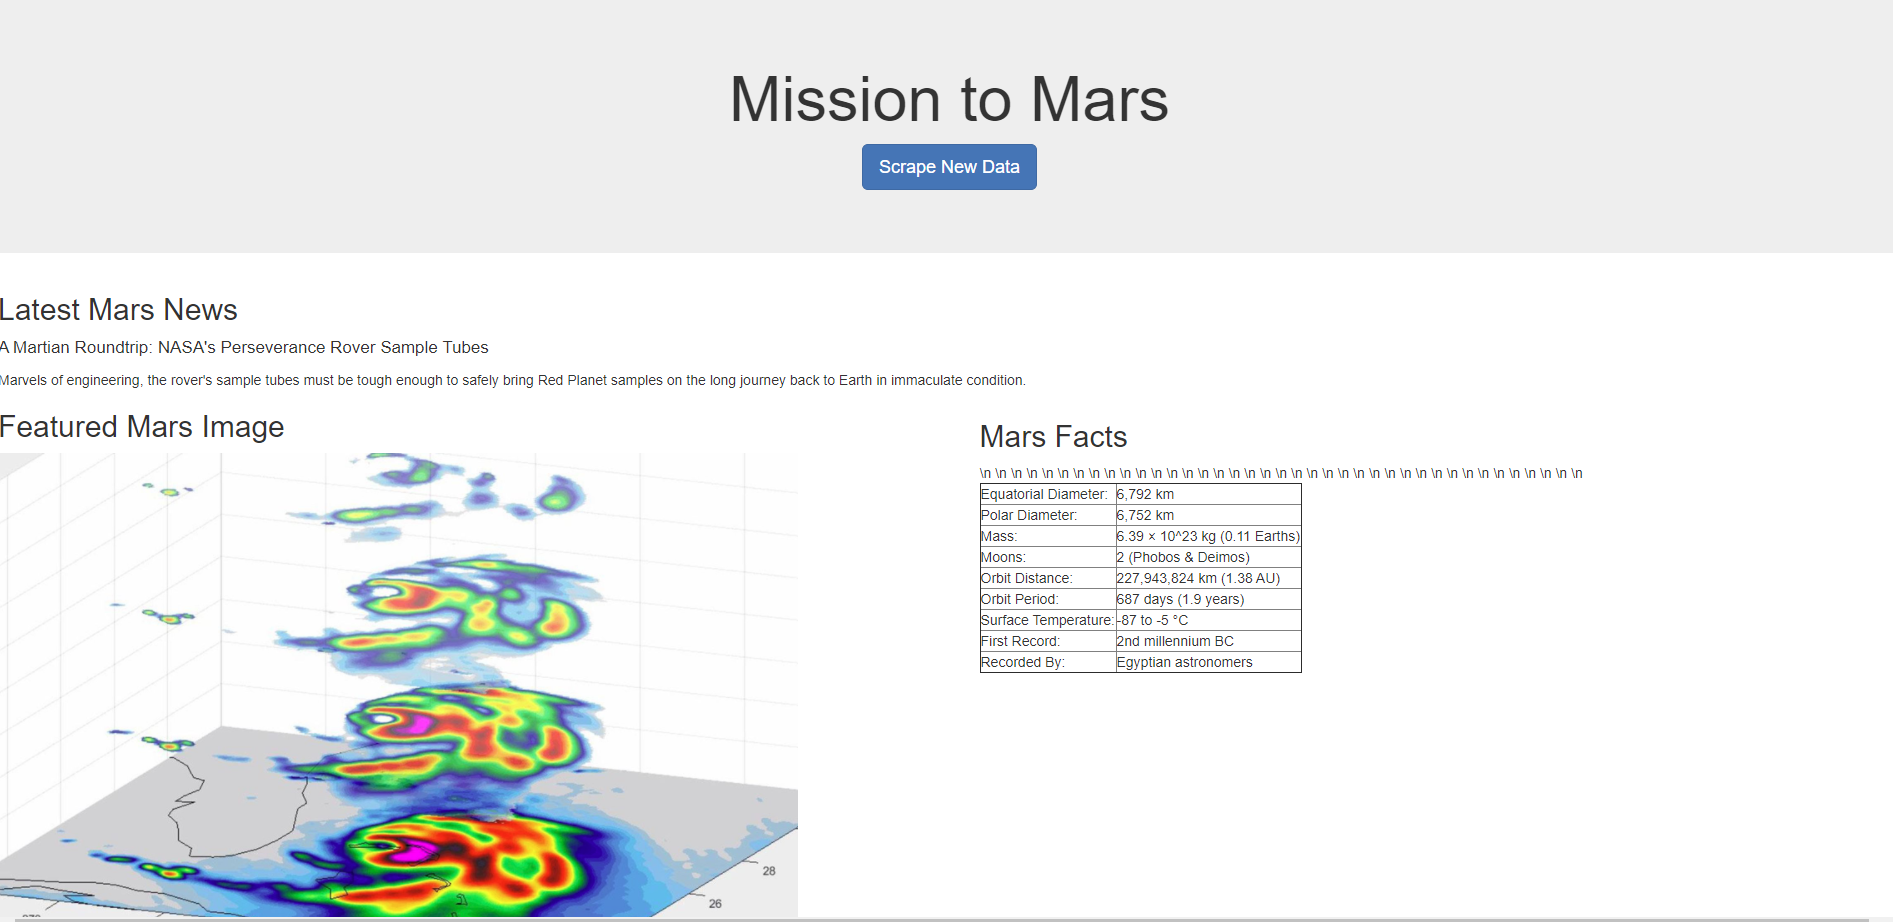 Mission to Mars
Scrape New Data
Latest Mars News
A Martian Roundtrip: NASA's Perseverance Rover Sample Tubes
Marvels of engineering, the rover's sample tubes must be tough enough to safely bring Red Planet samples on the long journey back to Earth in immaculate condition.
Featured Mars Image
28
26
Mars Facts
\n \n \n \n \n \n \n \n \n \n \n \n \n \n \n \n \n \n \n \n \n \n \n \n \n \n \n \n \n \n \n \n \n \n \n \n \n \n \n
Equatorial Diameter: 6,792 km
Polar Diameter: 6,752 km
Mass: 6.39 × 10^23 kg (0.11 Earths)
Moons: 2 (Phobos & Deimos)
Orbit Distance: 227,943,824 km (1.38 AU)
Orbit Period: 687 days (1.9 years)
Surface Temperature: -87 to -5 °C
First Record: 2nd millennium BC
Recorded By: Egyptian astronomers